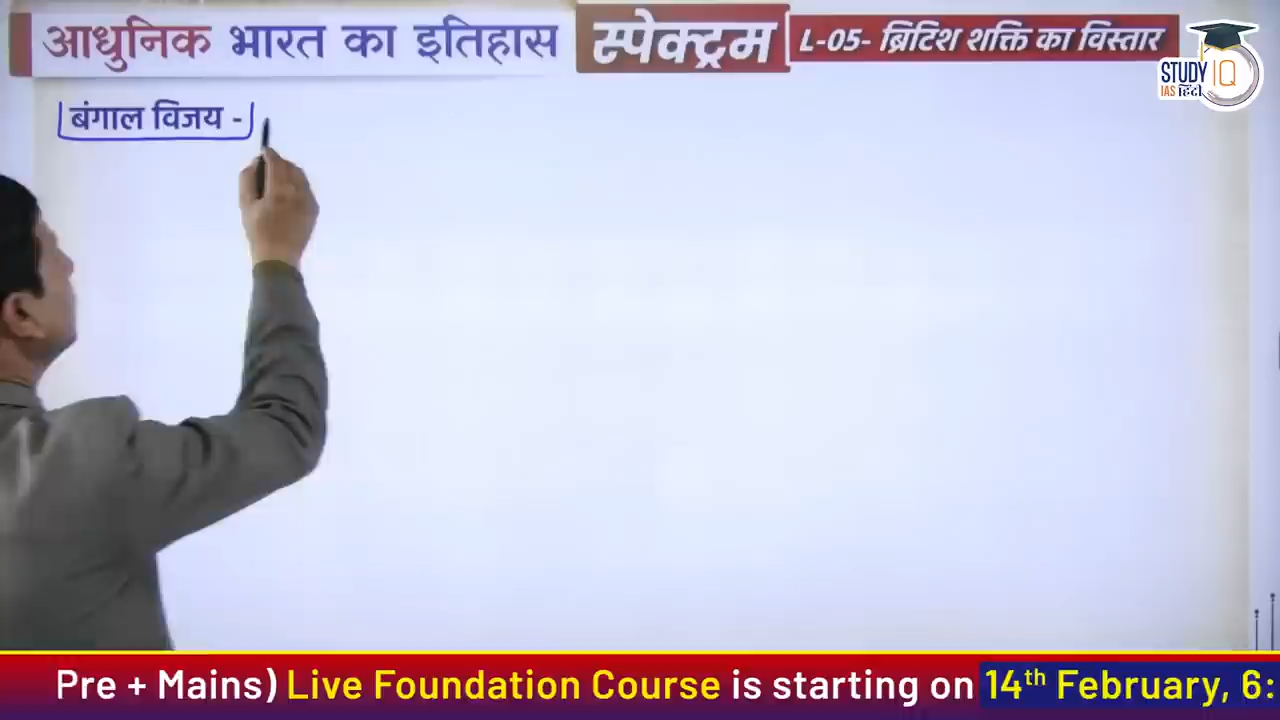 आधुनिक भारत का इतिहास स्पेक्ट्रम L-05- ब्रिटिश शक्ति का विस्तार
STUDY IQ
IAS हिंदी
बंगाल विजय -
Pre + Mains) Live Foundation Course is starting on 14th February, 6: